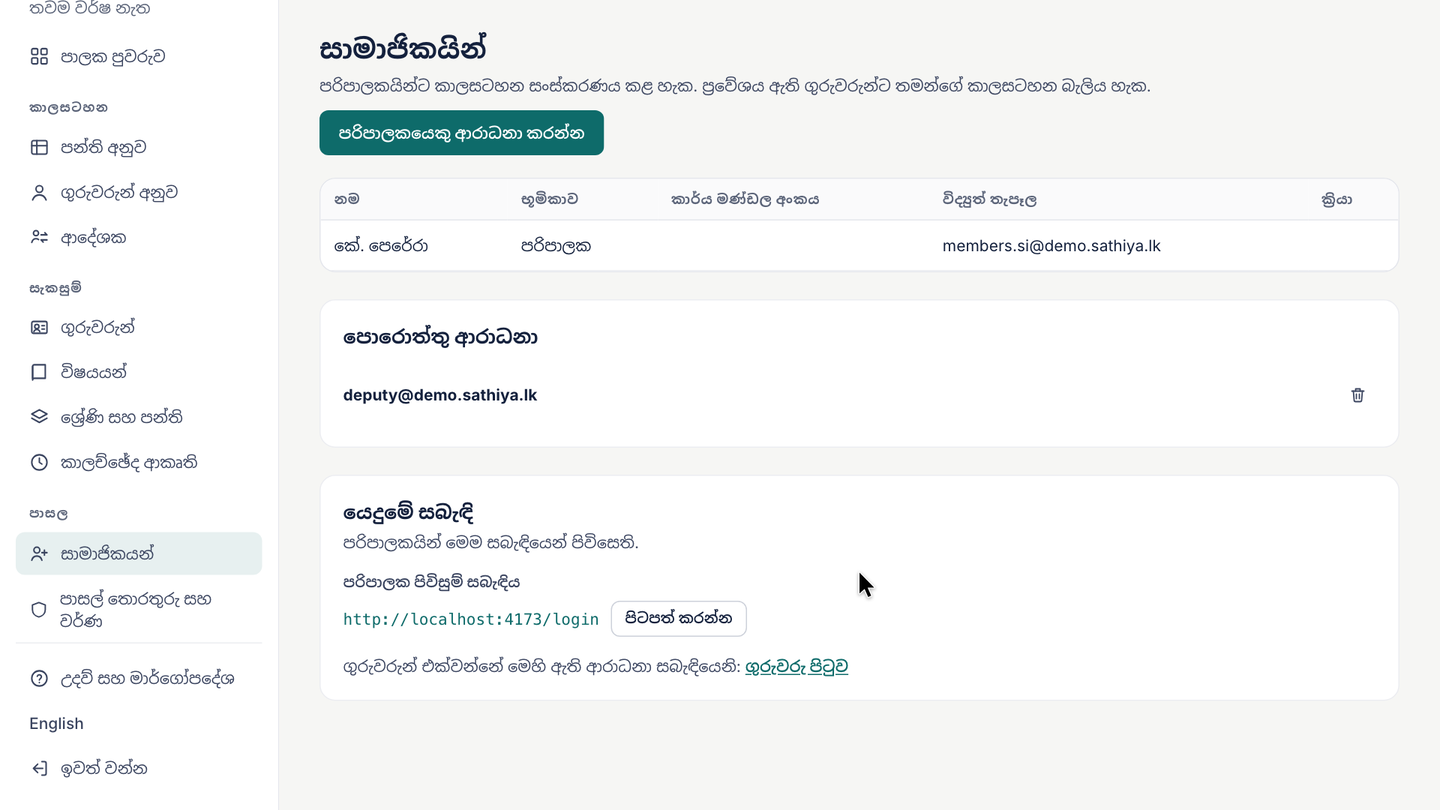 තවම වර්ෂ නැත
පාලක පුවරුව
කාලසටහන
පන්ති අනුව
ගුරුවරුන් අනුව
ආදේශක
සැකසුම්
ගුරුවරුන්
විෂයයන්
ශ්‍රේණි සහ පන්ති
කාලච්ඡේද ආකෘති
පාසල
සාමාජිකයන්
පාසල් තොරතුරු සහ
වර්ණ
උදව් සහ මාර්ගෝපදේශ
English
ඉවත් වන්න
සාමාජිකයින්
පරිපාලකයින්ට කාලසටහන සංස්කරණය කළ හැක. ප්‍රවේශය ඇති ගුරුවරුන්ට තමන්ගේ කාලසටහන බැලිය හැක.
පරිපාලකයෙකු ආරාධනා කරන්න
නම භූමිකාව කාර්ය මණ්ඩල අංකය විද්‍යුත් තැපෑල ක්‍රියා
කේ. පෙරේරා පරිපාලක members.si@demo.sathiya.lk
පොරොත්තු ආරාධනා
deputy@demo.sathiya.lk
යෙදුමේ සබැඳි
පරිපාලකයින් මෙම සබැඳියෙන් පිවිසෙති.
පරිපාලක පිවිසුම් සබැඳිය
http://localhost:4173/login පිටපත් කරන්න
ගුරුවරුන් එක්වන්නේ මෙහි ඇති ආරාධනා සබැඳියෙනි: ගුරුවරු පිටුව